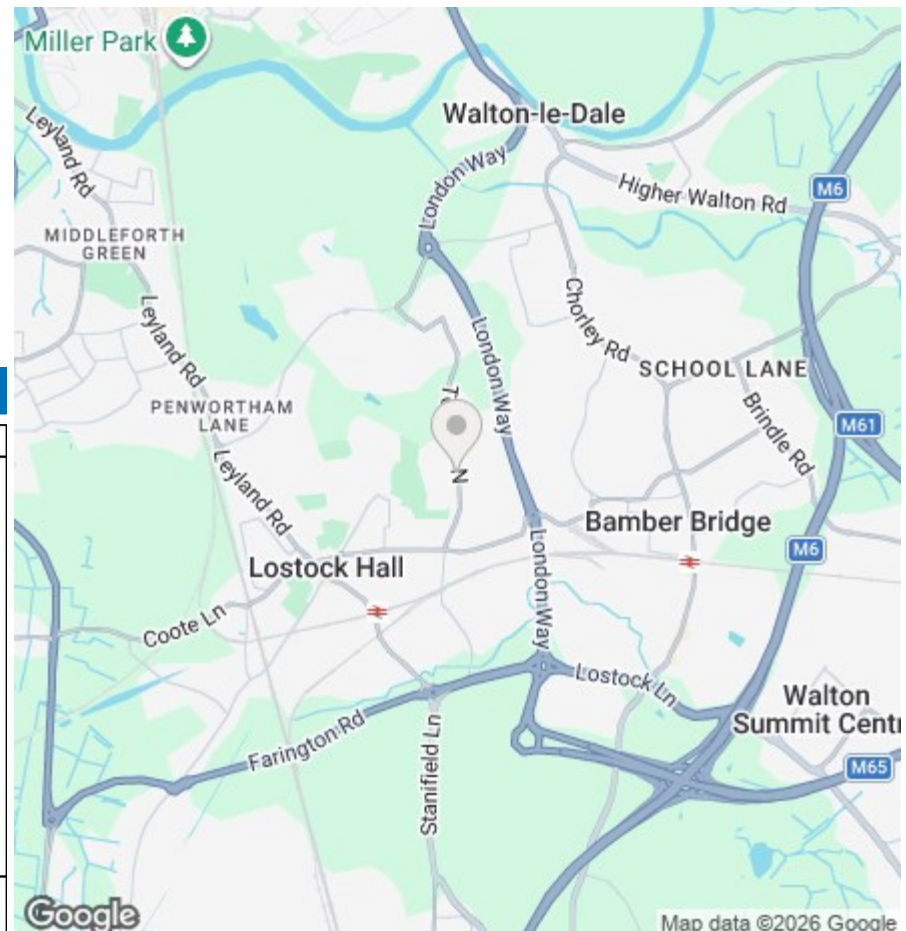 Miller Park
Walton-le-Dale
Leyland Rd
London Way
Higher Walton Rd
M6
MIDDLEFORTH
GREEN
Leyland Rd
Chorley Rd
London Way
SCHOOL LANE
PENWORTHAM
LANE
Brindle Rd
M61
Leyland Rd
N
Bamber Bridge
M6
Lostock Hall
London Way
Coote Ln
Lostock Ln
Walton
Summit Centr
Farington Rd
Stanifield Ln
M65
Google
Map data ©2026 Google